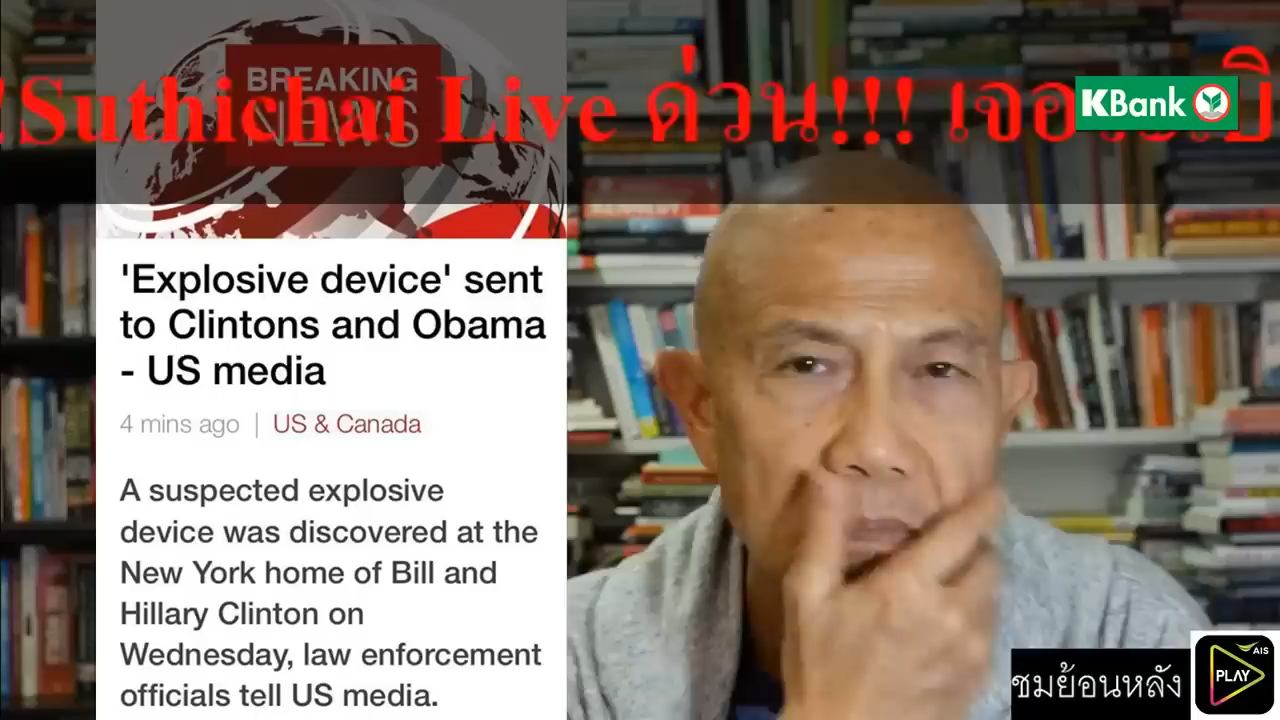 BREAKING
NEWS
!Suthichai Live ด่วน!!! เจอ
KBank
'Explosive device' sent
to Clintons and Obama
- US media
4 mins ago | US & Canada
A suspected explosive
device was discovered at the
New York home of Bill and
Hillary Clinton on
Wednesday, law enforcement
officials tell US media.
ชมย้อนหลัง
AIS
PLAY